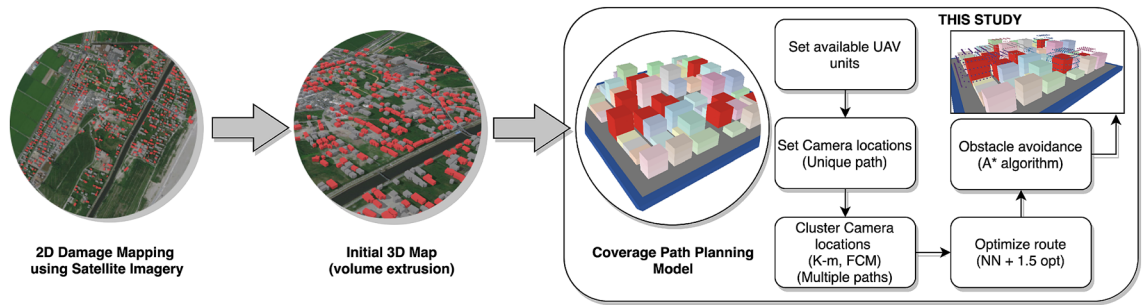 THIS STUDY
Set available UAV
units
Set Camera locations
(Unique path)
Cluster Camera
locations
(K-m, FCM)
(Multiple paths)
Optimize route
(NN + 1.5 opt)
Obstacle avoidance
(A* algorithm)
2D Damage Mapping
using Satellite Imagery
Initial 3D Map
(volume extrusion)
Coverage Path Planning
Model